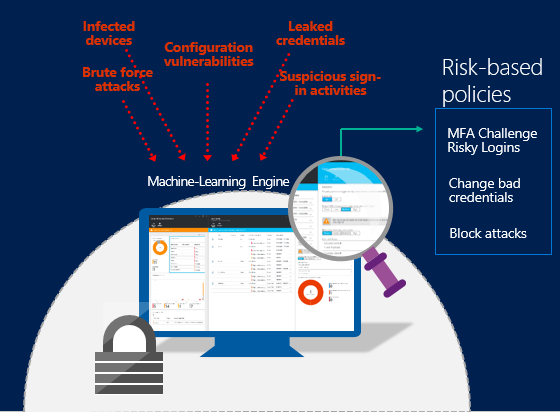 Infected
devices
Leaked
credentials
Configuration
vulnerabilities
Brute force
attacks
Suspicious sign-
in activities
Risk-based
policies
MFA Challenge
Risky Logins
Change bad
credentials
Block attacks
Machine-Learning Engine